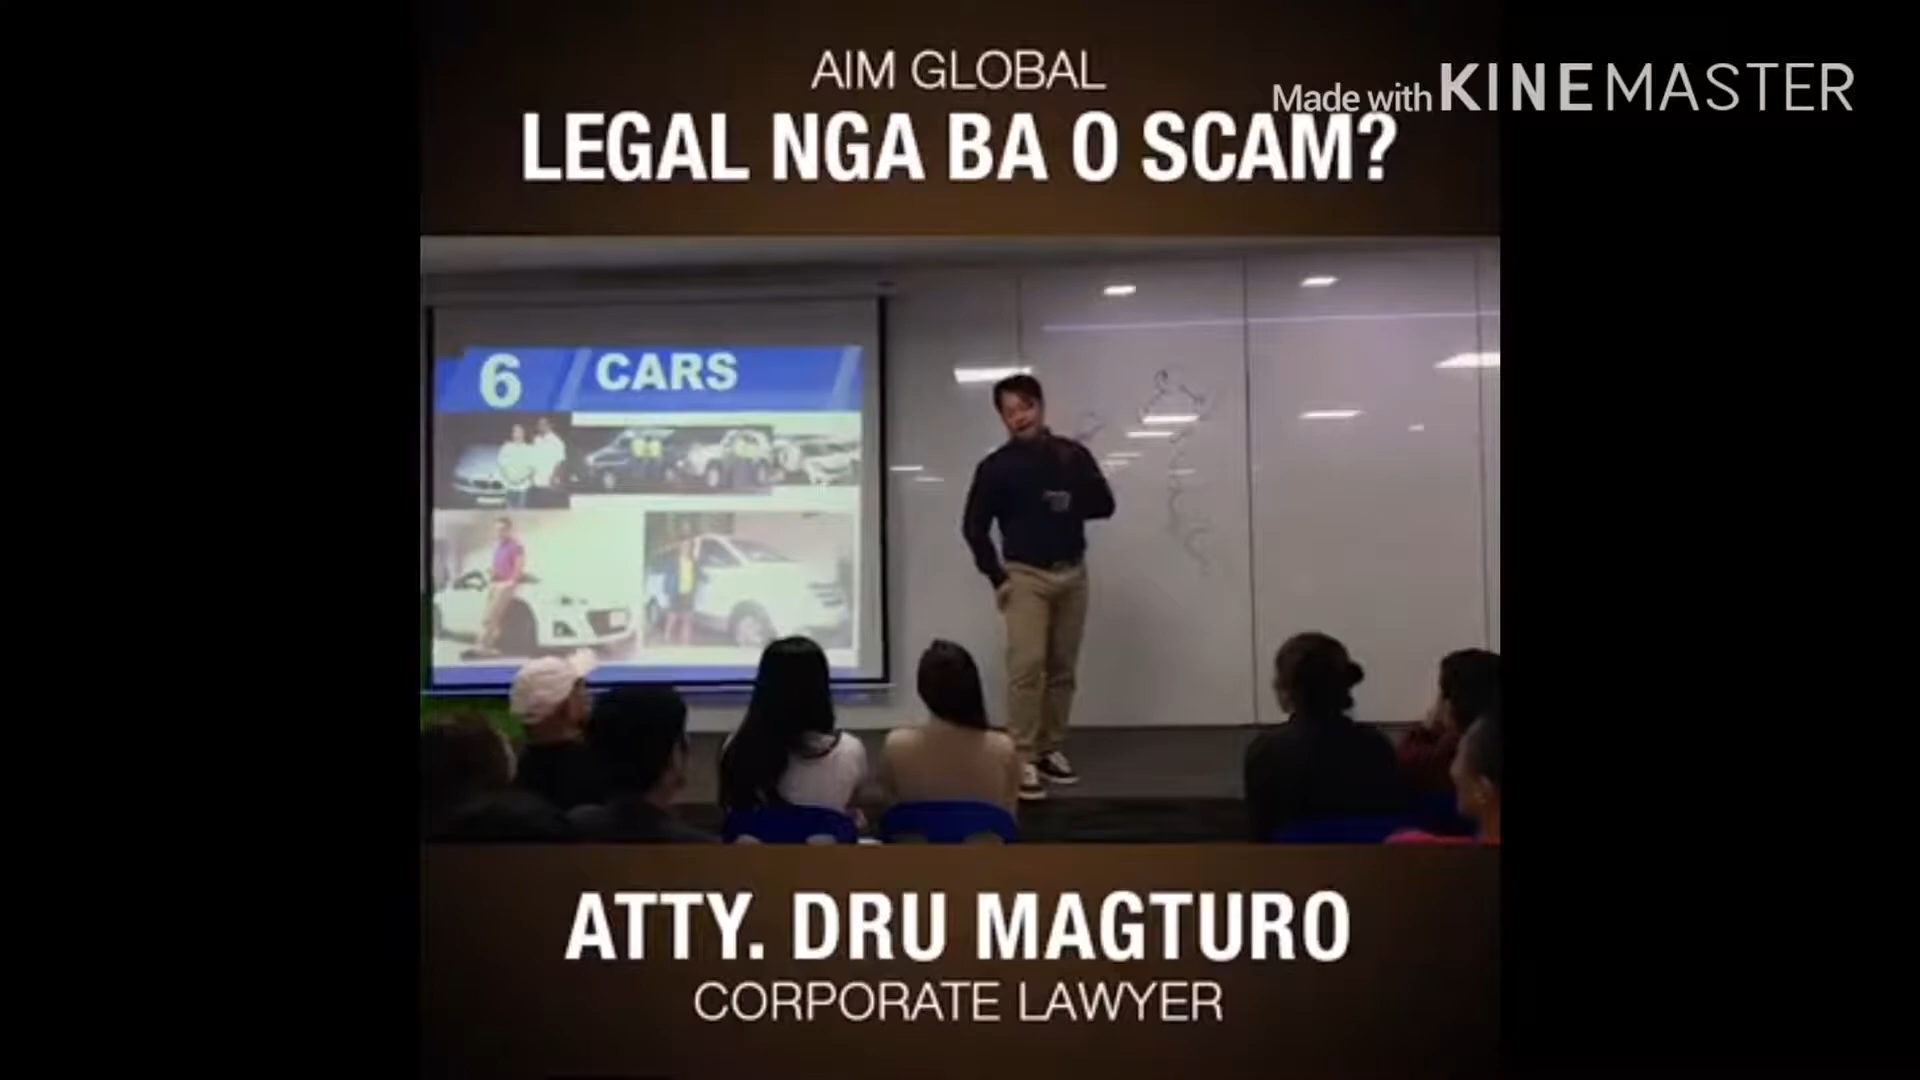 AIM GLOBAL
Made with KINEMASTER
LEGAL NGA BA O SCAM?
6 CARS
ATTY. DRU MAGTURO
CORPORATE LAWYER